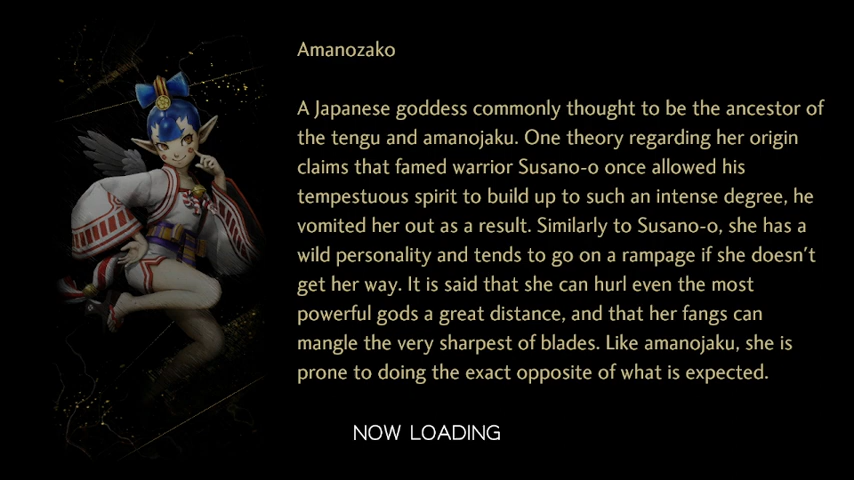 Amanozako
A Japanese goddess commonly thought to be the ancestor of
the tengu and amanojaku. One theory regarding her origin
claims that famed warrior Susano-o once allowed his
tempestuous spirit to build up to such an intense degree, he
vomited her out as a result. Similarly to Susano-o, she has a
wild personality and tends to go on a rampage if she doesn't
get her way. It is said that she can hurl even the most
powerful gods a great distance, and that her fangs can
mangle the very sharpest of blades. Like amanojaku, she is
prone to doing the exact opposite of what is expected.
NOW LOADING